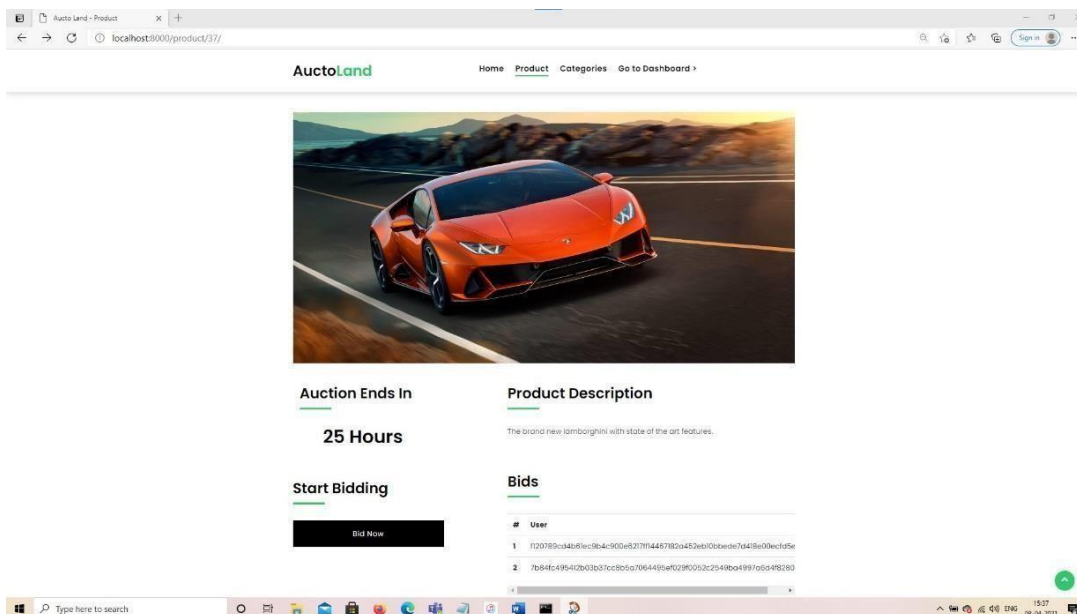 Aucto Land - Product
localhost:8000/product/37/
Sign in
AuctoLand
Home Product Categories Go to Dashboard >
Auction Ends In
25 Hours
Product Description
The brand new lamborghini with state of the art features.
Start Bidding
Bid Now
Bids
# User
1
2
Type here to search
ENG
15:37